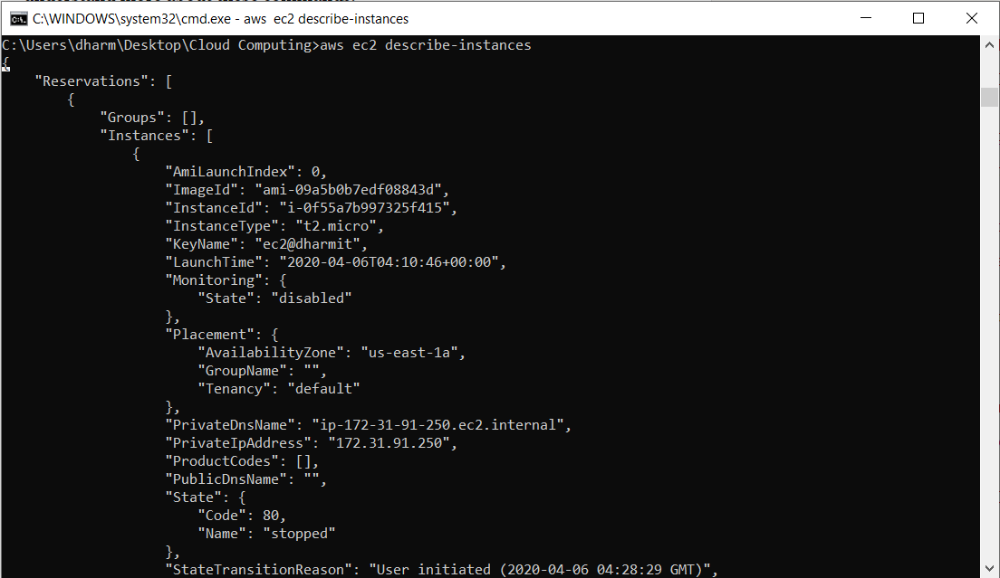 C:\WINDOWS\system32\cmd.exe - aws  ec2 describe-instances
C:\Users\dharm\Desktop\Cloud Computing>aws ec2 describe-instances
{
    "Reservations": [
        {
            "Groups": [],
            "Instances": [
                {
                    "AmiLaunchIndex": 0,
                    "ImageId": "ami-09a5b0b7edf08843d",
                    "InstanceId": "i-0f55a7b997325f415",
                    "InstanceType": "t2.micro",
                    "KeyName": "ec2@dharmit",
                    "LaunchTime": "2020-04-06T04:10:46+00:00",
                    "Monitoring": {
                        "State": "disabled"
                    },
                    "Placement": {
                        "AvailabilityZone": "us-east-1a",
                        "GroupName": "",
                        "Tenancy": "default"
                    },
                    "PrivateDnsName": "ip-172-31-91-250.ec2.internal",
                    "PrivateIpAddress": "172.31.91.250",
                    "ProductCodes": [],
                    "PublicDnsName": "",
                    "State": {
                        "Code": 80,
                        "Name": "stopped"
                    },
                    "StateTransitionReason": "User initiated (2020-04-06 04:28:29 GMT)",